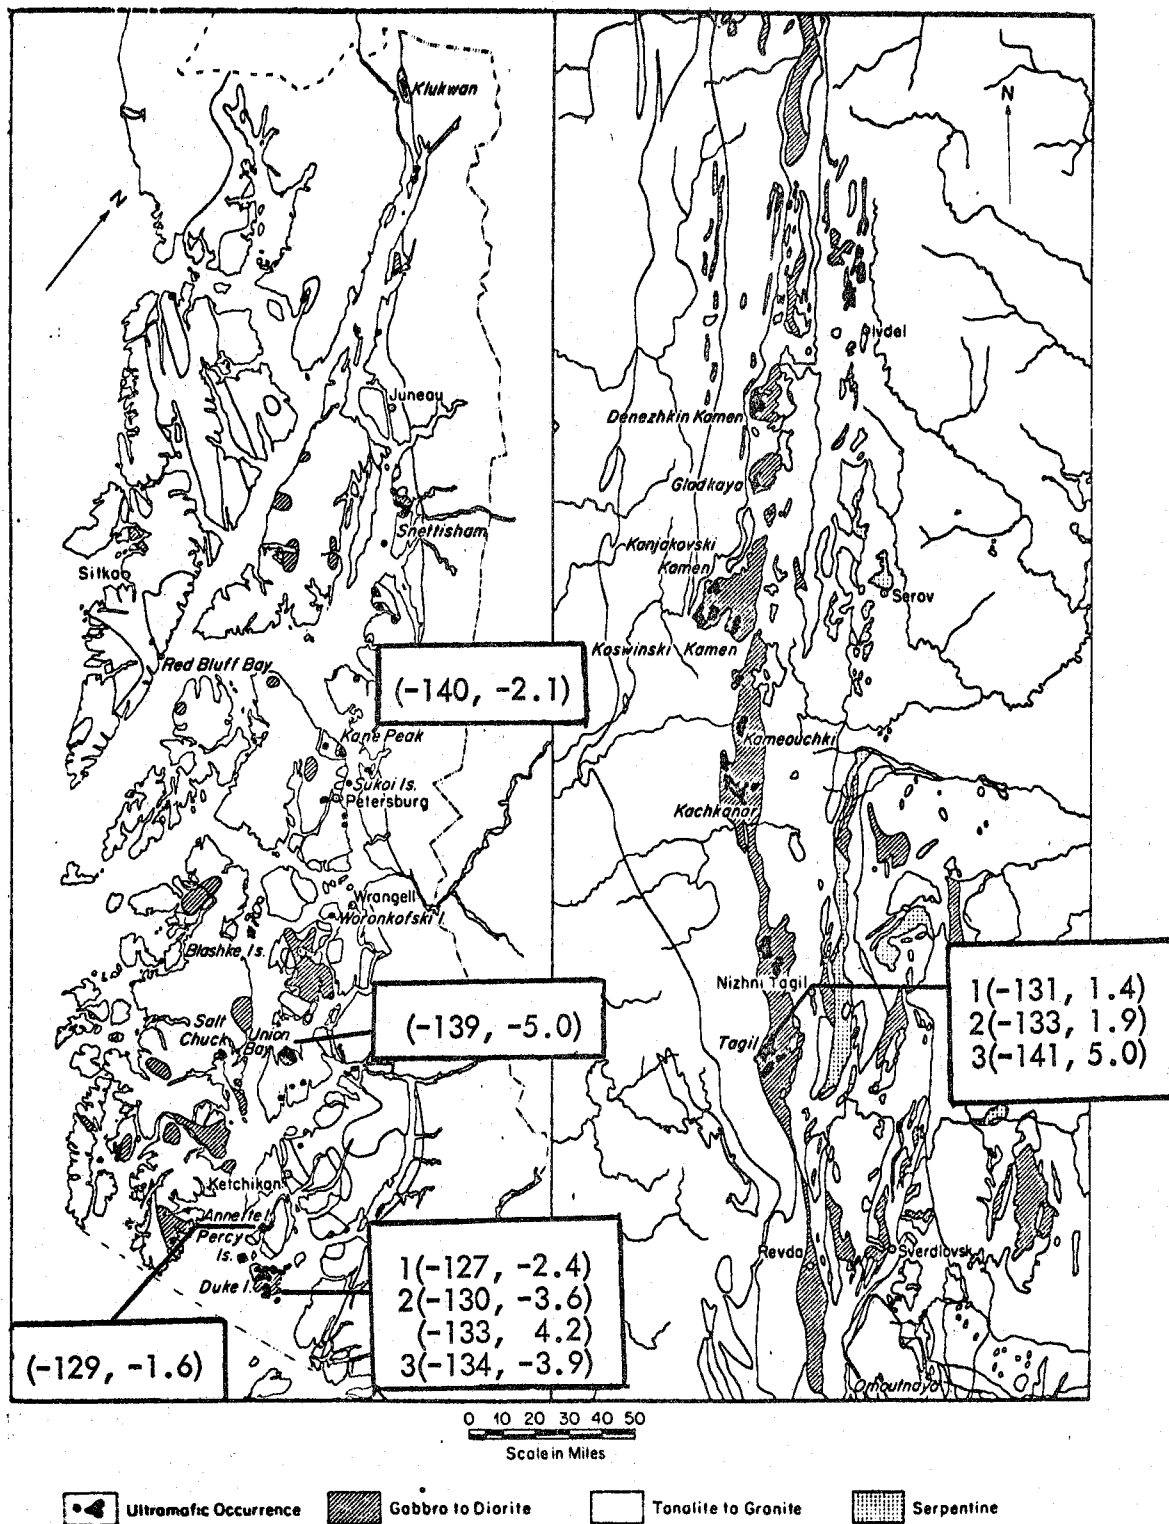 Klukwan
N
N
Ivdel
Juneau
Denezhkin Kamen
Gladkaya
Snettisham
Kanjakovski
Kamen
Sitka
Serov
Koswinski Kamen
Red Bluff Bay
(-140, -2.1)
Kane Peak
Kameouchki
Sukoi Is.
Petersburg
Kachkanar
Wrangell
Woronkofski I.
Blashke Is.
Nizhni Tagil
1(-131, 1.4)
2(-133, 1.9)
3(-141, 5.0)
(-139, -5.0)
Salt
Chuck
Union
Bay
Tagil
Ketchikan
Annette I.
Percy
Is.
Duke I.
1(-127, -2.4)
2(-130, -3.6)
(-133, 4.2)
3(-134, -3.9)
Revda
Sverdlovsk
(-129, -1.6)
Omoutnaya
0 10 20 30 40 50
Scale in Miles
Ultramafic Occurrence
Gabbro to Diorite
Tonalite to Granite
Serpentine